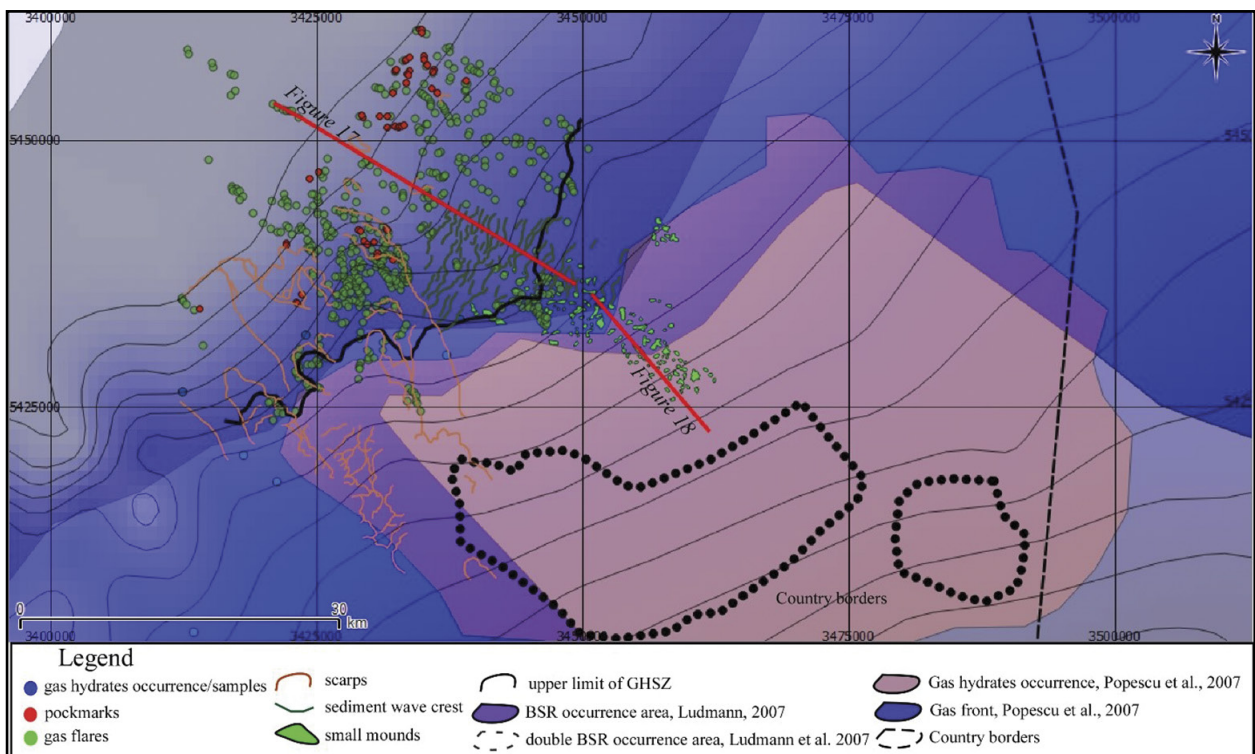 3400000 3425000 3450000 3475000 3500000
N
Figure 17
5150000
Figure 18
5425000
Country borders
0 30
km
3400000 3425000 3450000 3475000 3500000
Legend
gas hydrates occurrence/samples
pockmarks
gas flares
scarps
sediment wave crest
small mounds
upper limit of GHSZ
BSR occurrence area, Ludmann, 2007
double BSR occurrence area, Ludmann et al. 2007
Gas hydrates occurrence, Popescu et al., 2007
Gas front, Popescu et al., 2007
Country borders